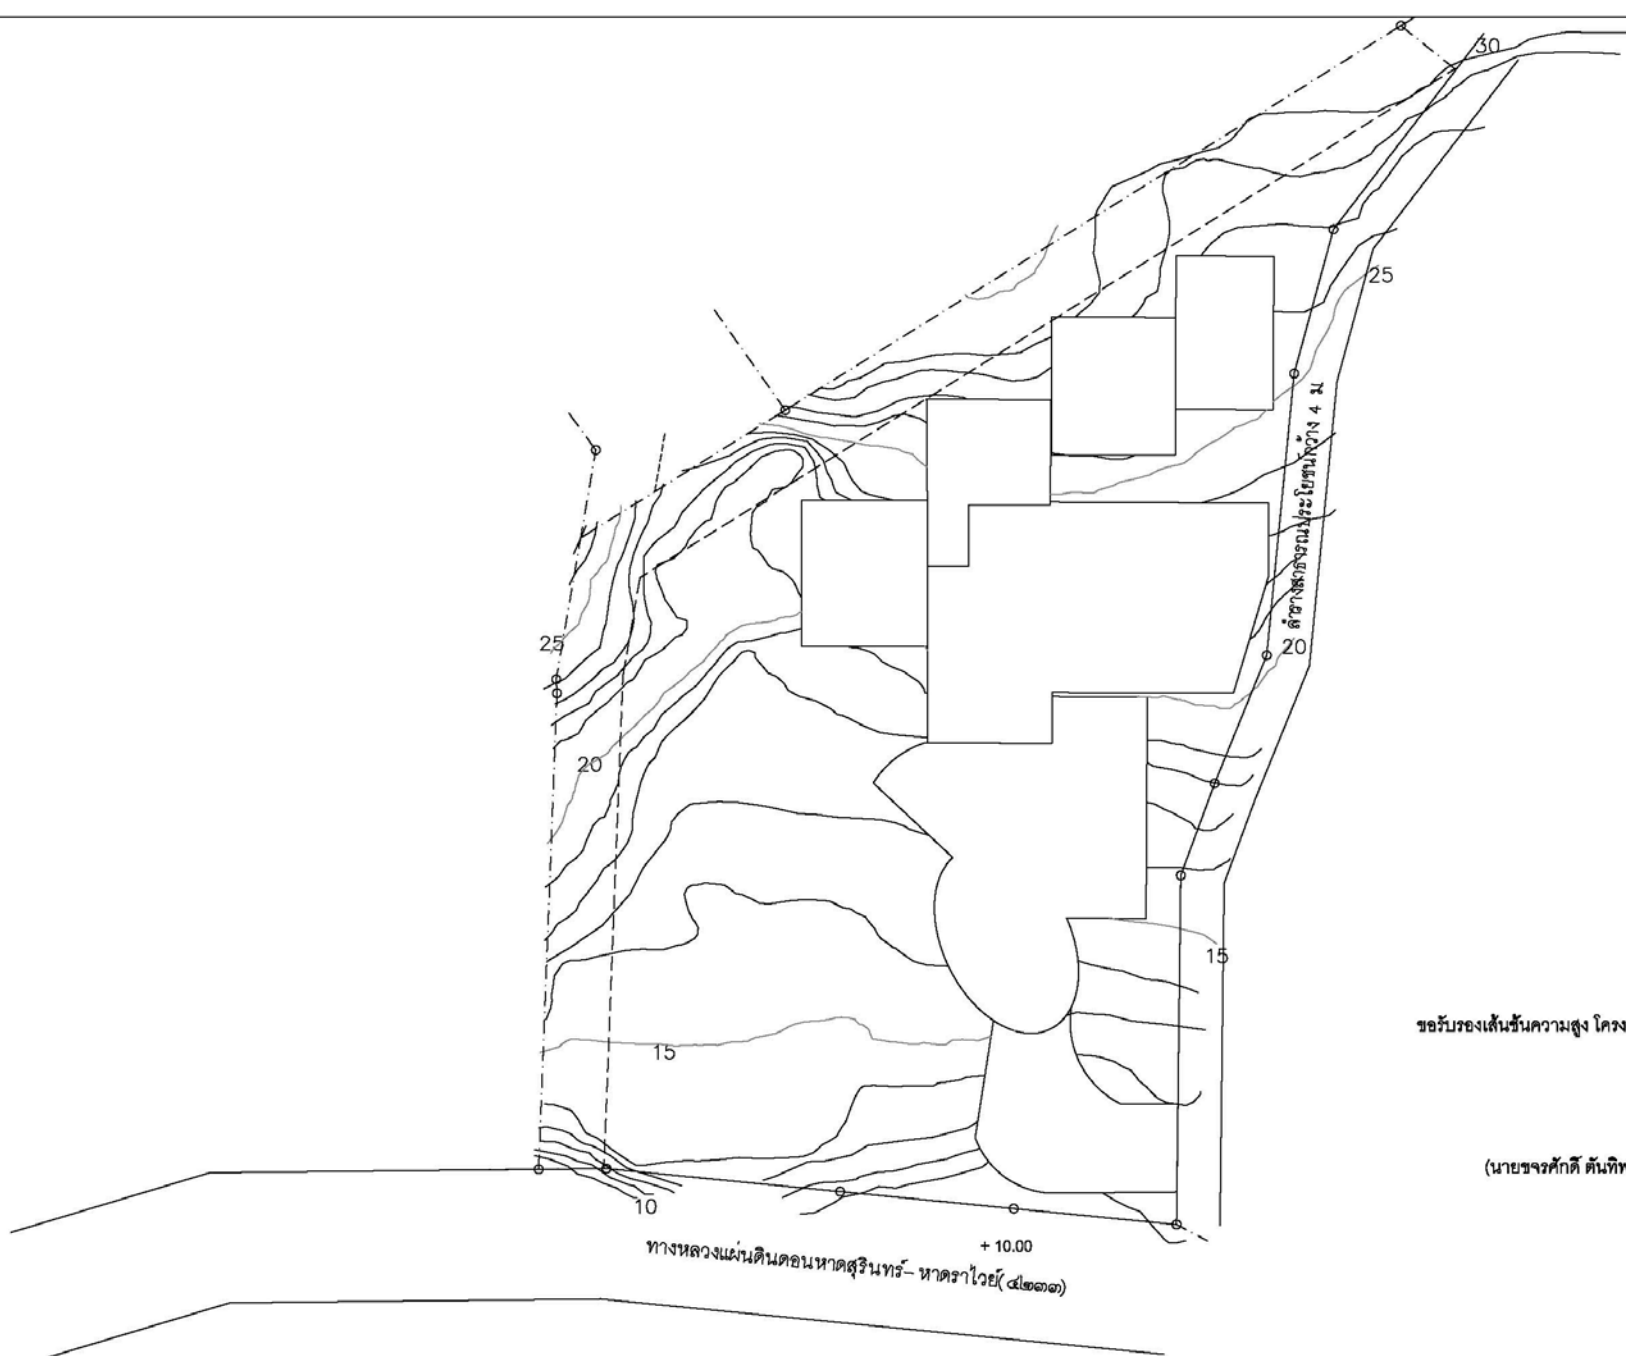 30
25
ลำรางสาธารณประโยชน์กว้าง 4 ม
25
20
20
15
ขอรับรองเส้นชั้นความสูง โครง
15
(นายขจรศักดิ์ ตันทิพ
10
+ 10.00
ทางหลวงแผ่นดินตอนหาดสุรินทร์- หาดราไวย์(๔๒๓๓)